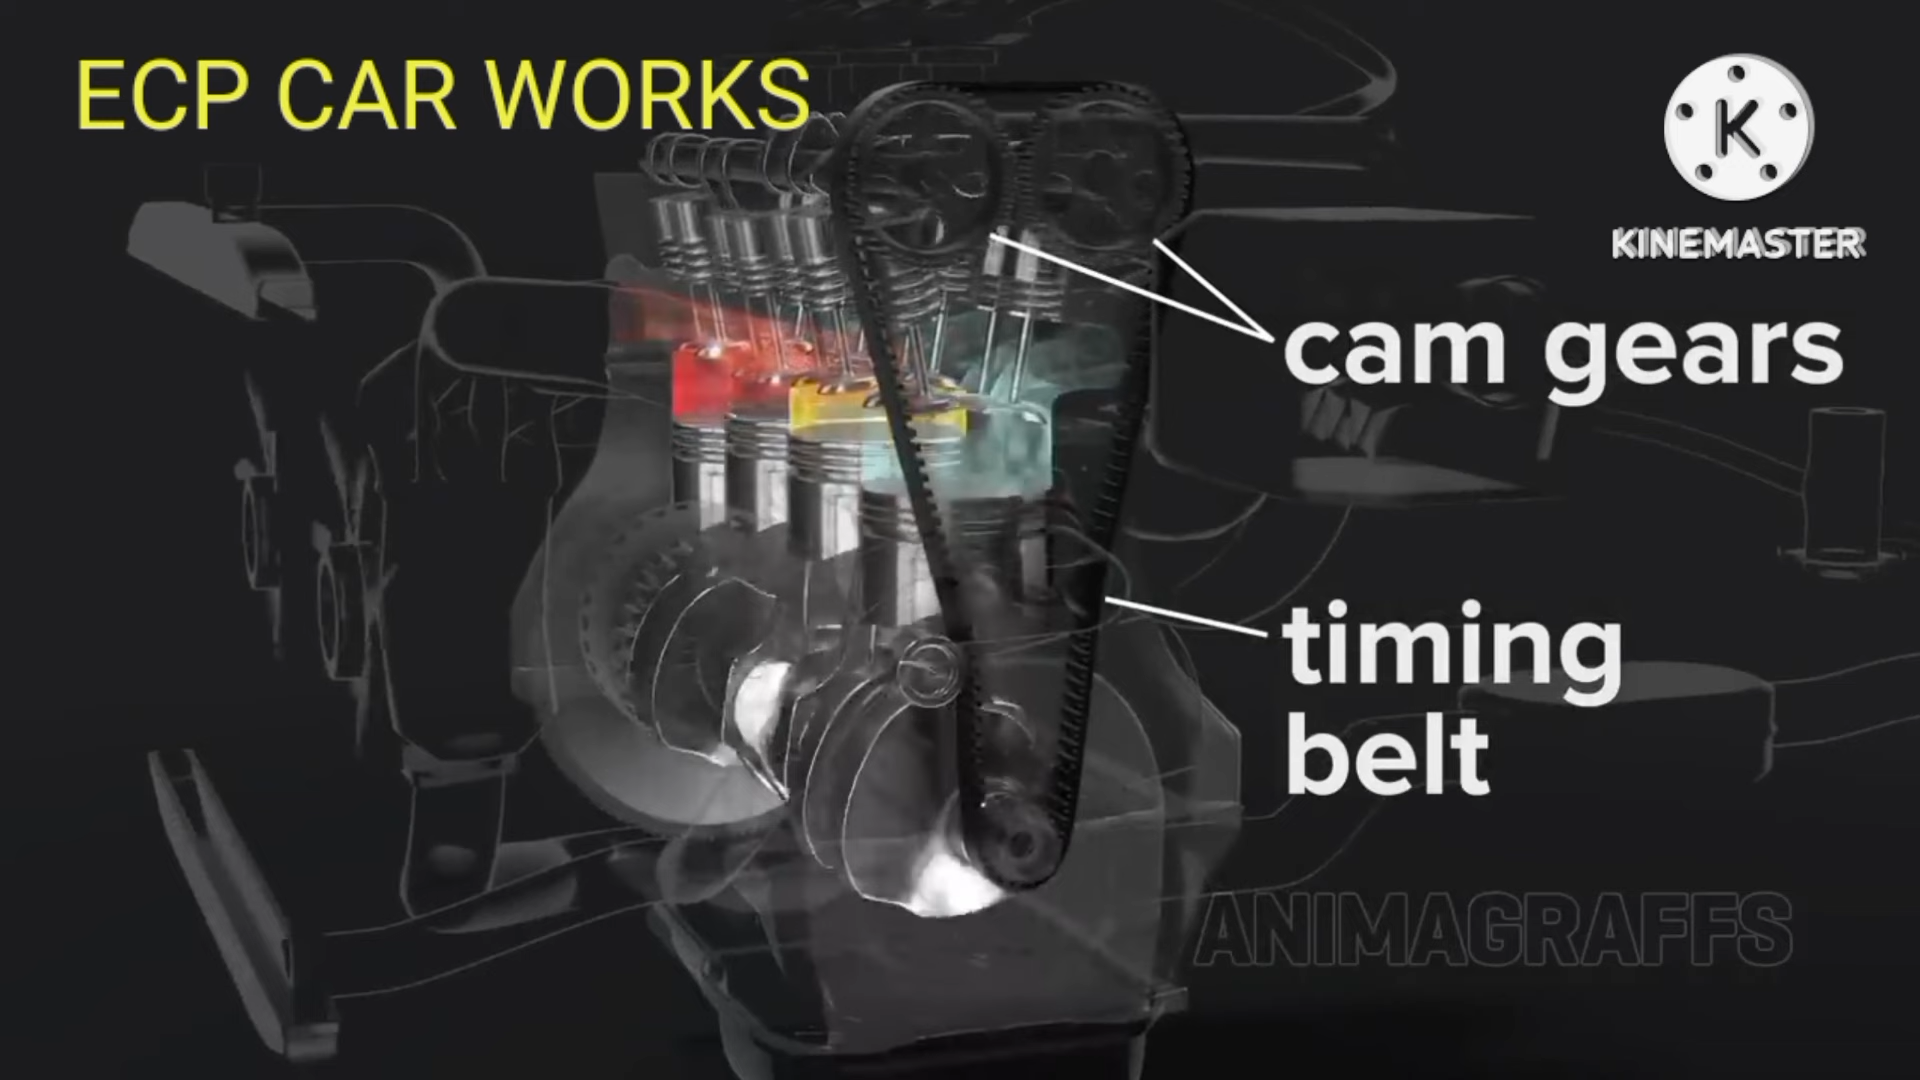 ECP CAR WORKS
K
KINEMASTER
cam gears
timing
belt
ANIMAGRAFFS